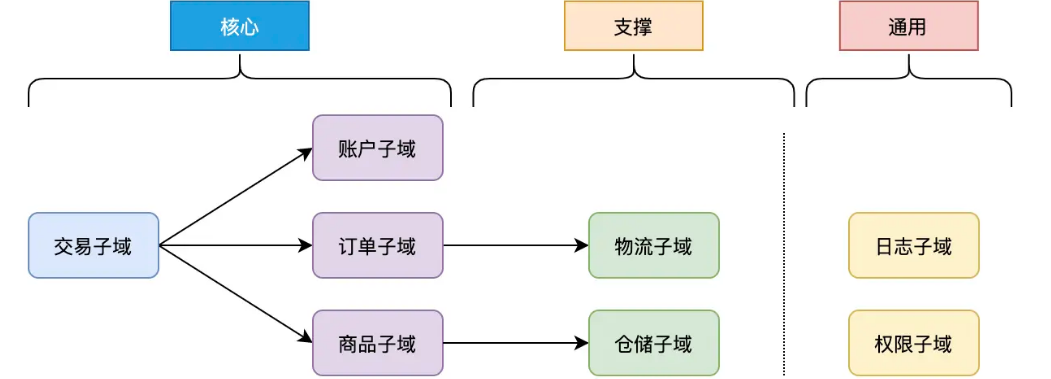 核心
支撑
通用
账户子域
交易子域
订单子域
物流子域
日志子域
商品子域
仓储子域
权限子域